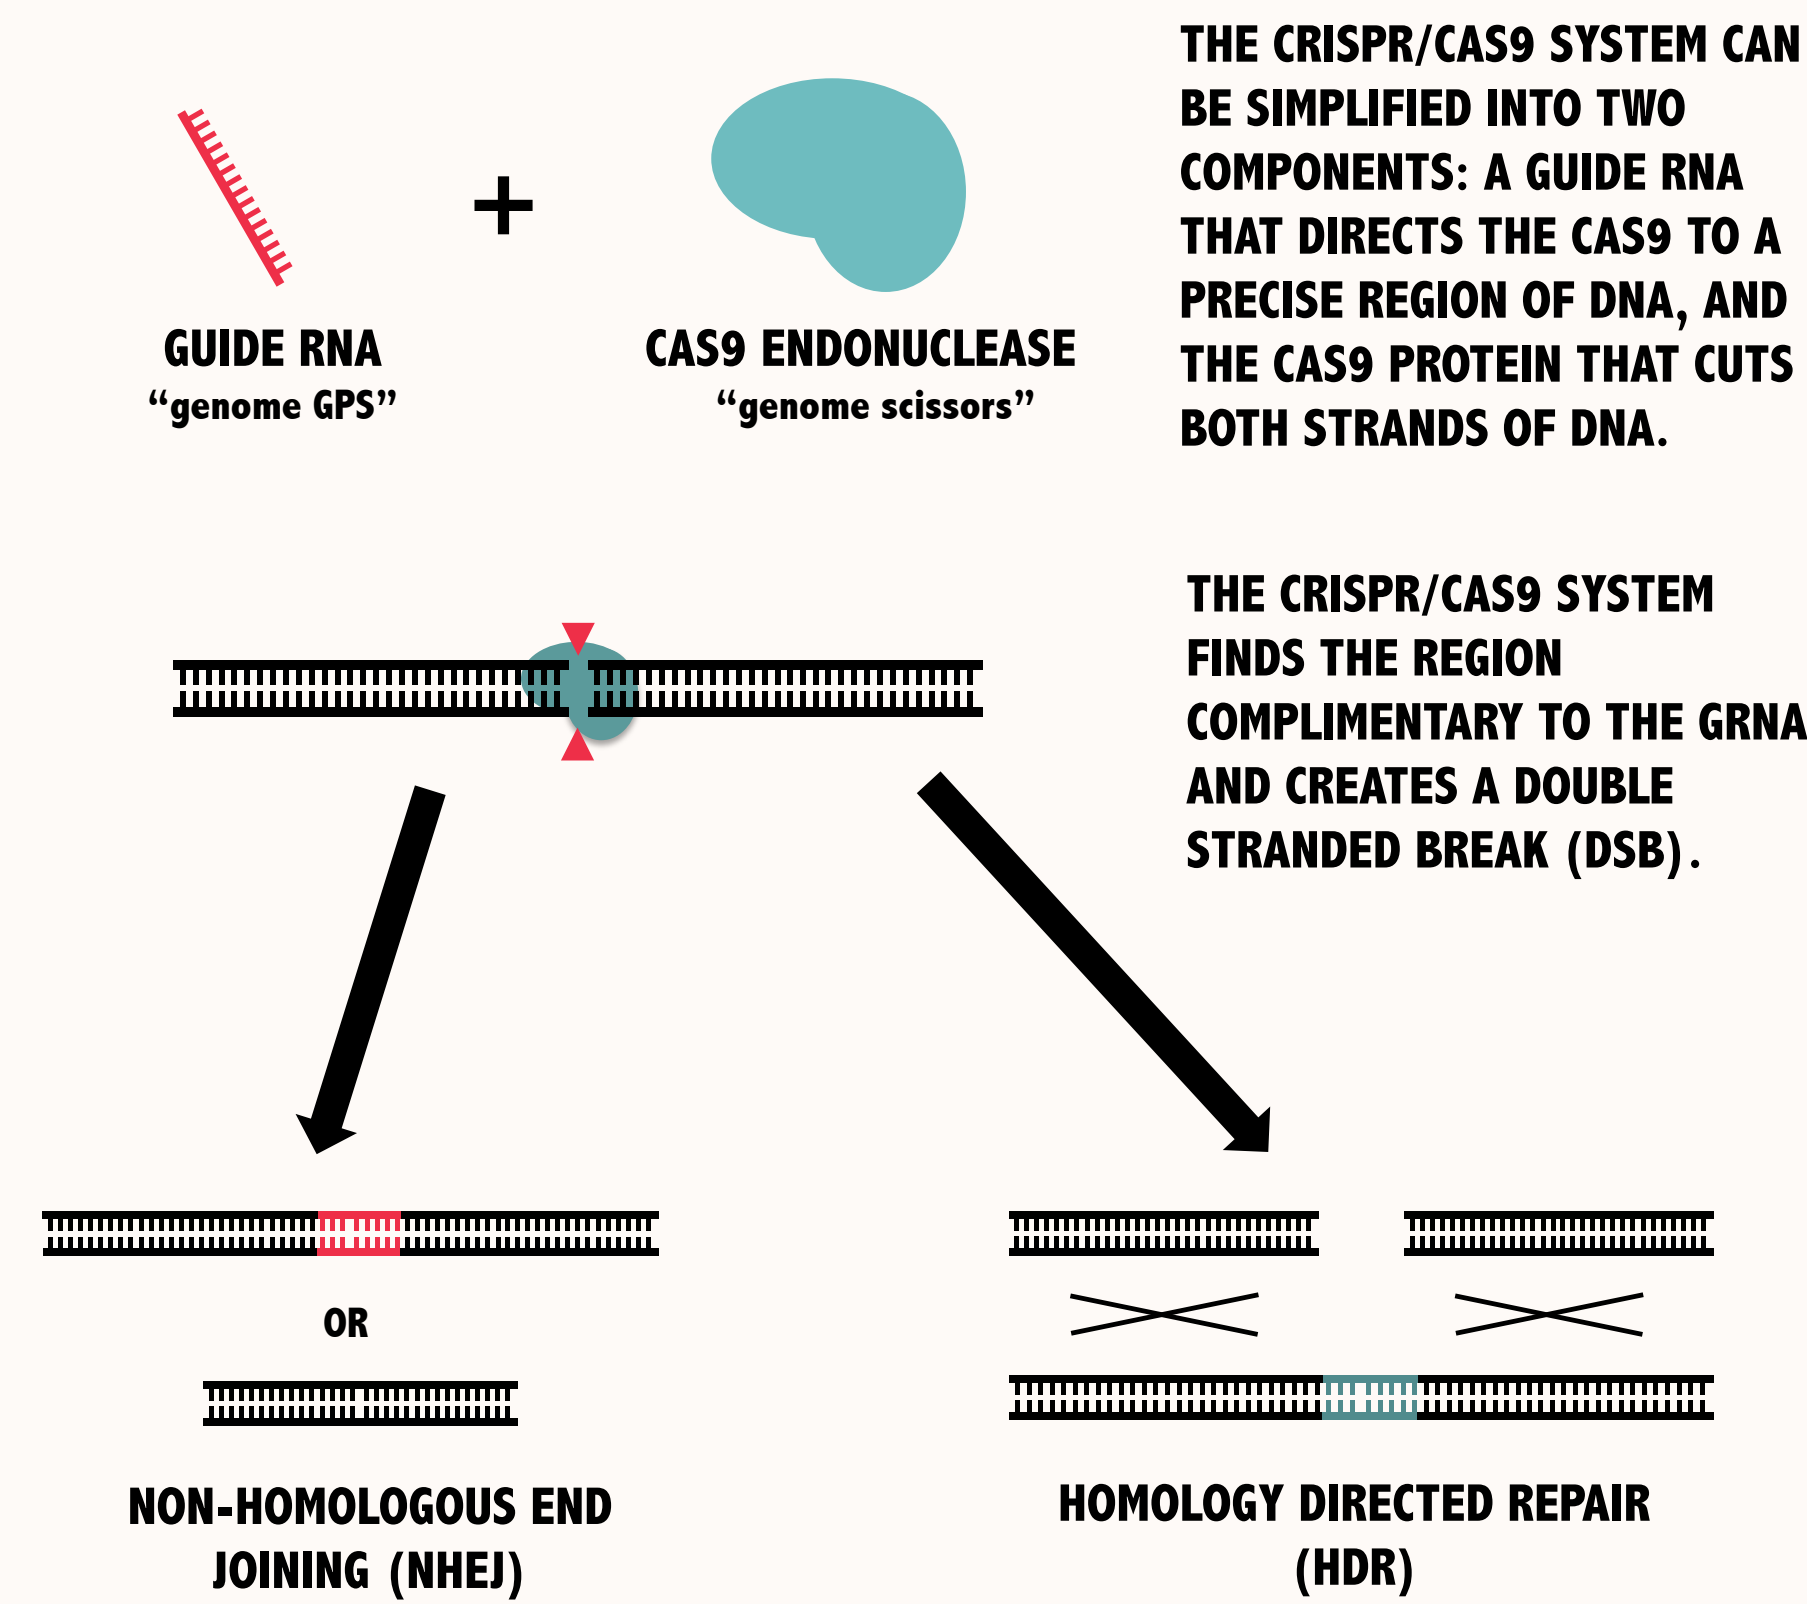 THE CRISPR/CAS9 SYSTEM CAN
BE SIMPLIFIED INTO TWO
COMPONENTS: A GUIDE RNA
THAT DIRECTS THE CAS9 TO A
PRECISE REGION OF DNA, AND
THE CAS9 PROTEIN THAT CUTS
BOTH STRANDS OF DNA.
+
GUIDE RNA
“genome GPS”
CAS9 ENDONUCLEASE
“genome scissors”
THE CRISPR/CAS9 SYSTEM
FINDS THE REGION
COMPLIMENTARY TO THE GRNA
AND CREATES A DOUBLE
STRANDED BREAK (DSB).
OR
NON-HOMOLOGOUS END
JOINING (NHEJ)
HOMOLOGY DIRECTED REPAIR
(HDR)